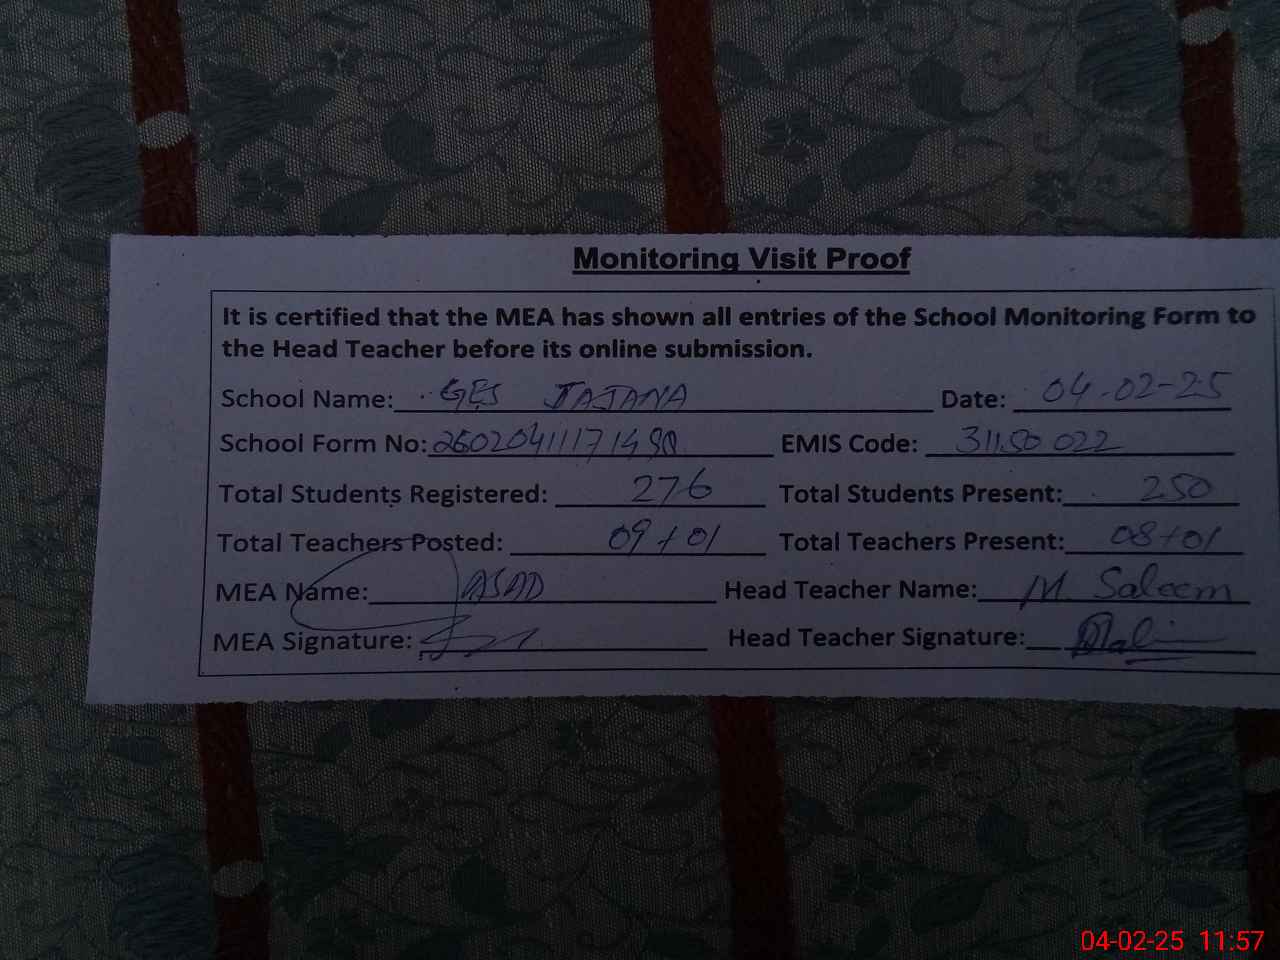 Monitoring Visit Proof
It is certified that the MEA has shown all entries of the School Monitoring Form to
the Head Teacher before its online submission.
School Name: GES JAJANA Date: 04-02-25
School Form No: EMIS Code: 31150022
Total Students Registered: 276 Total Students Present: 250
Total Teachers Posted: 09+01 Total Teachers Present: 08+01
MEA Name: ASAD Head Teacher Name: M. Saleem
MEA Signature: Head Teacher Signature:
04-02-25 11:57